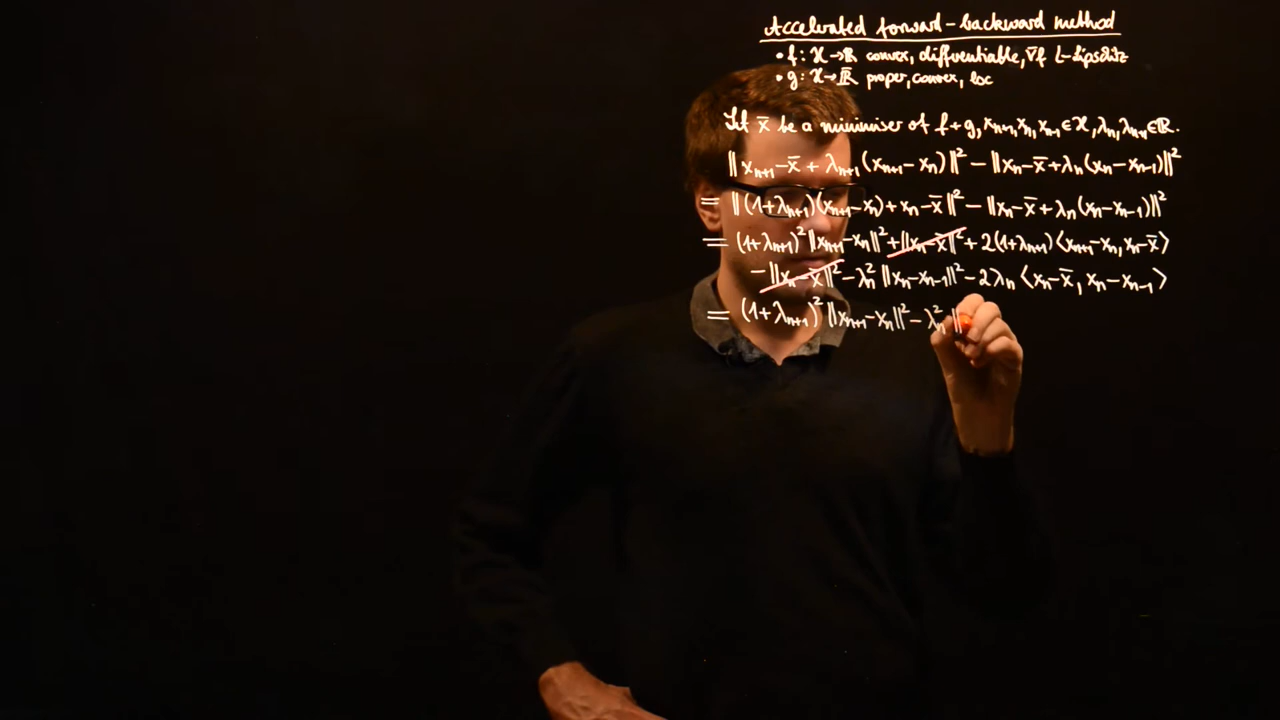 Accelerated forward-backward method
• f: ℋ→ℝ convex, differentiable, ∇f L-Lipschitz
• g: ℋ→ℝ̄ proper, convex, lsc
Let x̄ be a minimiser of f+g, xₙ₊₁, xₙ, xₙ₋₁ ∈ ℋ, λₙ, λₙ₊₁ ∈ ℝ.
‖xₙ₊₁−x̄ + λₙ₊₁(xₙ₊₁−xₙ)‖² − ‖xₙ−x̄+λₙ(xₙ−xₙ₋₁)‖²
= ‖(1+λₙ₊₁)(xₙ₊₁−xₙ)+xₙ−x̄‖² − ‖xₙ−x̄+λₙ(xₙ−xₙ₋₁)‖²
= (1+λₙ₊₁)²‖xₙ₊₁−xₙ‖²+‖xₙ−x̄‖²+2(1+λₙ₊₁)⟨xₙ₊₁−xₙ, xₙ−x̄⟩
−‖xₙ−x̄‖²−λₙ²‖xₙ−xₙ₋₁‖²−2λₙ⟨xₙ−x̄, xₙ−xₙ₋₁⟩
= (1+λₙ₊₁)²‖xₙ₊₁−xₙ‖²−λₙ²‖